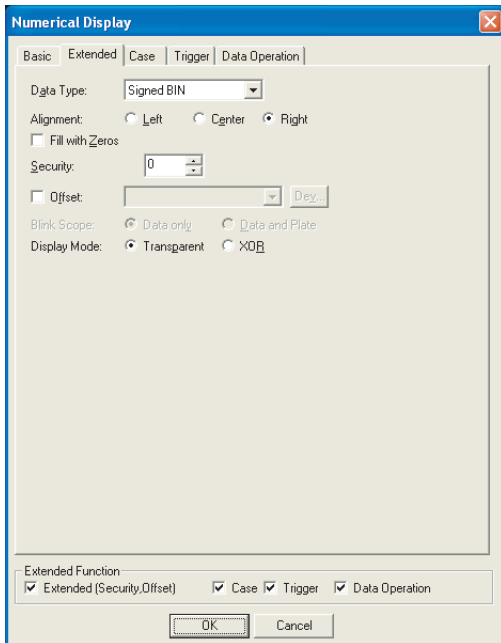 Numerical Display
Basic Extended Case Trigger Data Operation
Data Type: Signed BIN
Alignment: Left Center Right
Fill with Zeros
Security: 0
Offset: Dev...
Blink Scope: Data only Data and Plate
Display Mode: Transparent XOR
Extended Function
Extended (Security,Offset) Case Trigger Data Operation
OK Cancel